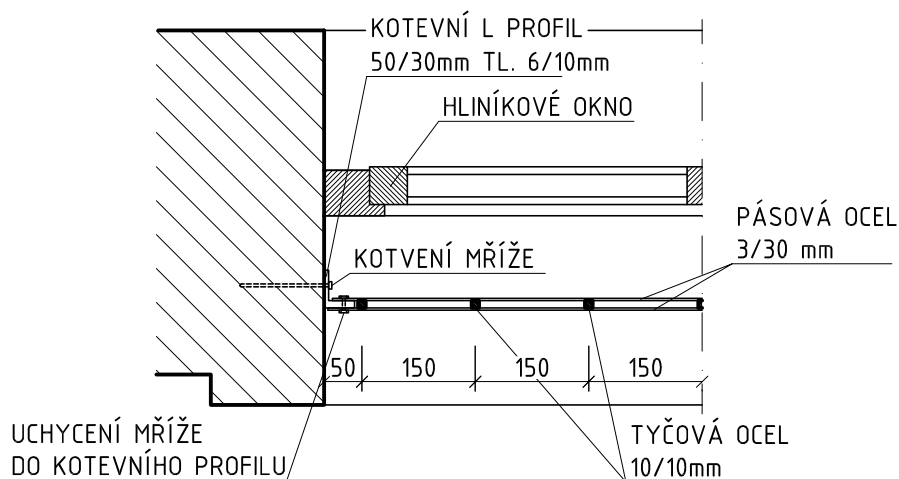 KOTEVNÍ L PROFIL
50/30mm TL. 6/10mm
HLINÍKOVÉ OKNO
PÁSOVÁ OCEL
3/30 mm
KOTVENÍ MŘÍŽE
50 150 150 150
UCHYCENÍ MŘÍŽE
DO KOTEVNÍHO PROFILU
TYČOVÁ OCEL
10/10mm